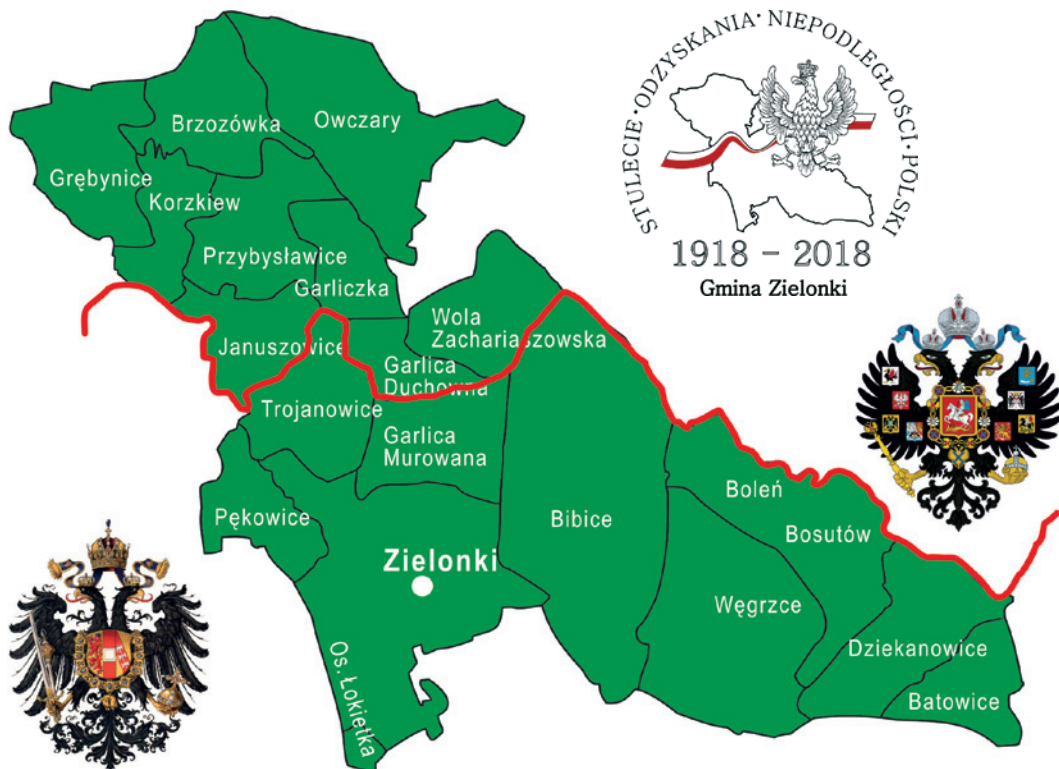 STULECIE · ODZYSKANIA · NIEPODLEGŁOŚCI · POLSKI
1918 – 2018
Gmina Zielonki
Brzozówka
Owczary
Grębynice
Korzkiew
Przybysławice
Garliczka
Wola
Zachariaszowska
Januszowice
Garlica
Duchowna
Trojanowice
Garlica
Murowana
Boleń
Pękowice
Bibice
Bosutów
Zielonki
Węgrzce
Dziekanowice
Os. Łokietka
Batowice